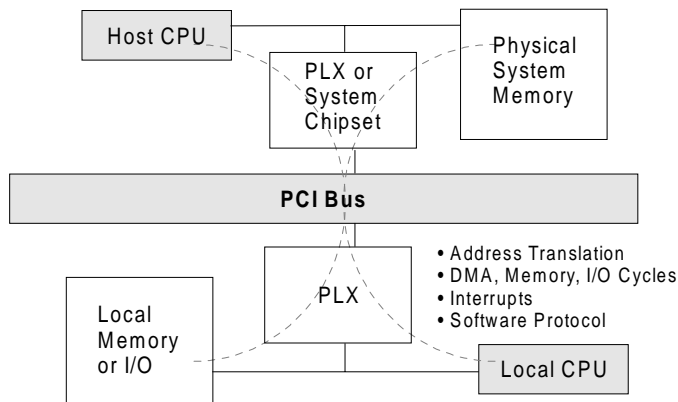 Host CPU
PLX or
System
Chipset
Physical
System
Memory
PCI Bus
PLX
• Address Translation
• DMA, Memory, I/O Cycles
• Interrupts
• Software Protocol
Local
Memory
or I/O
Local CPU